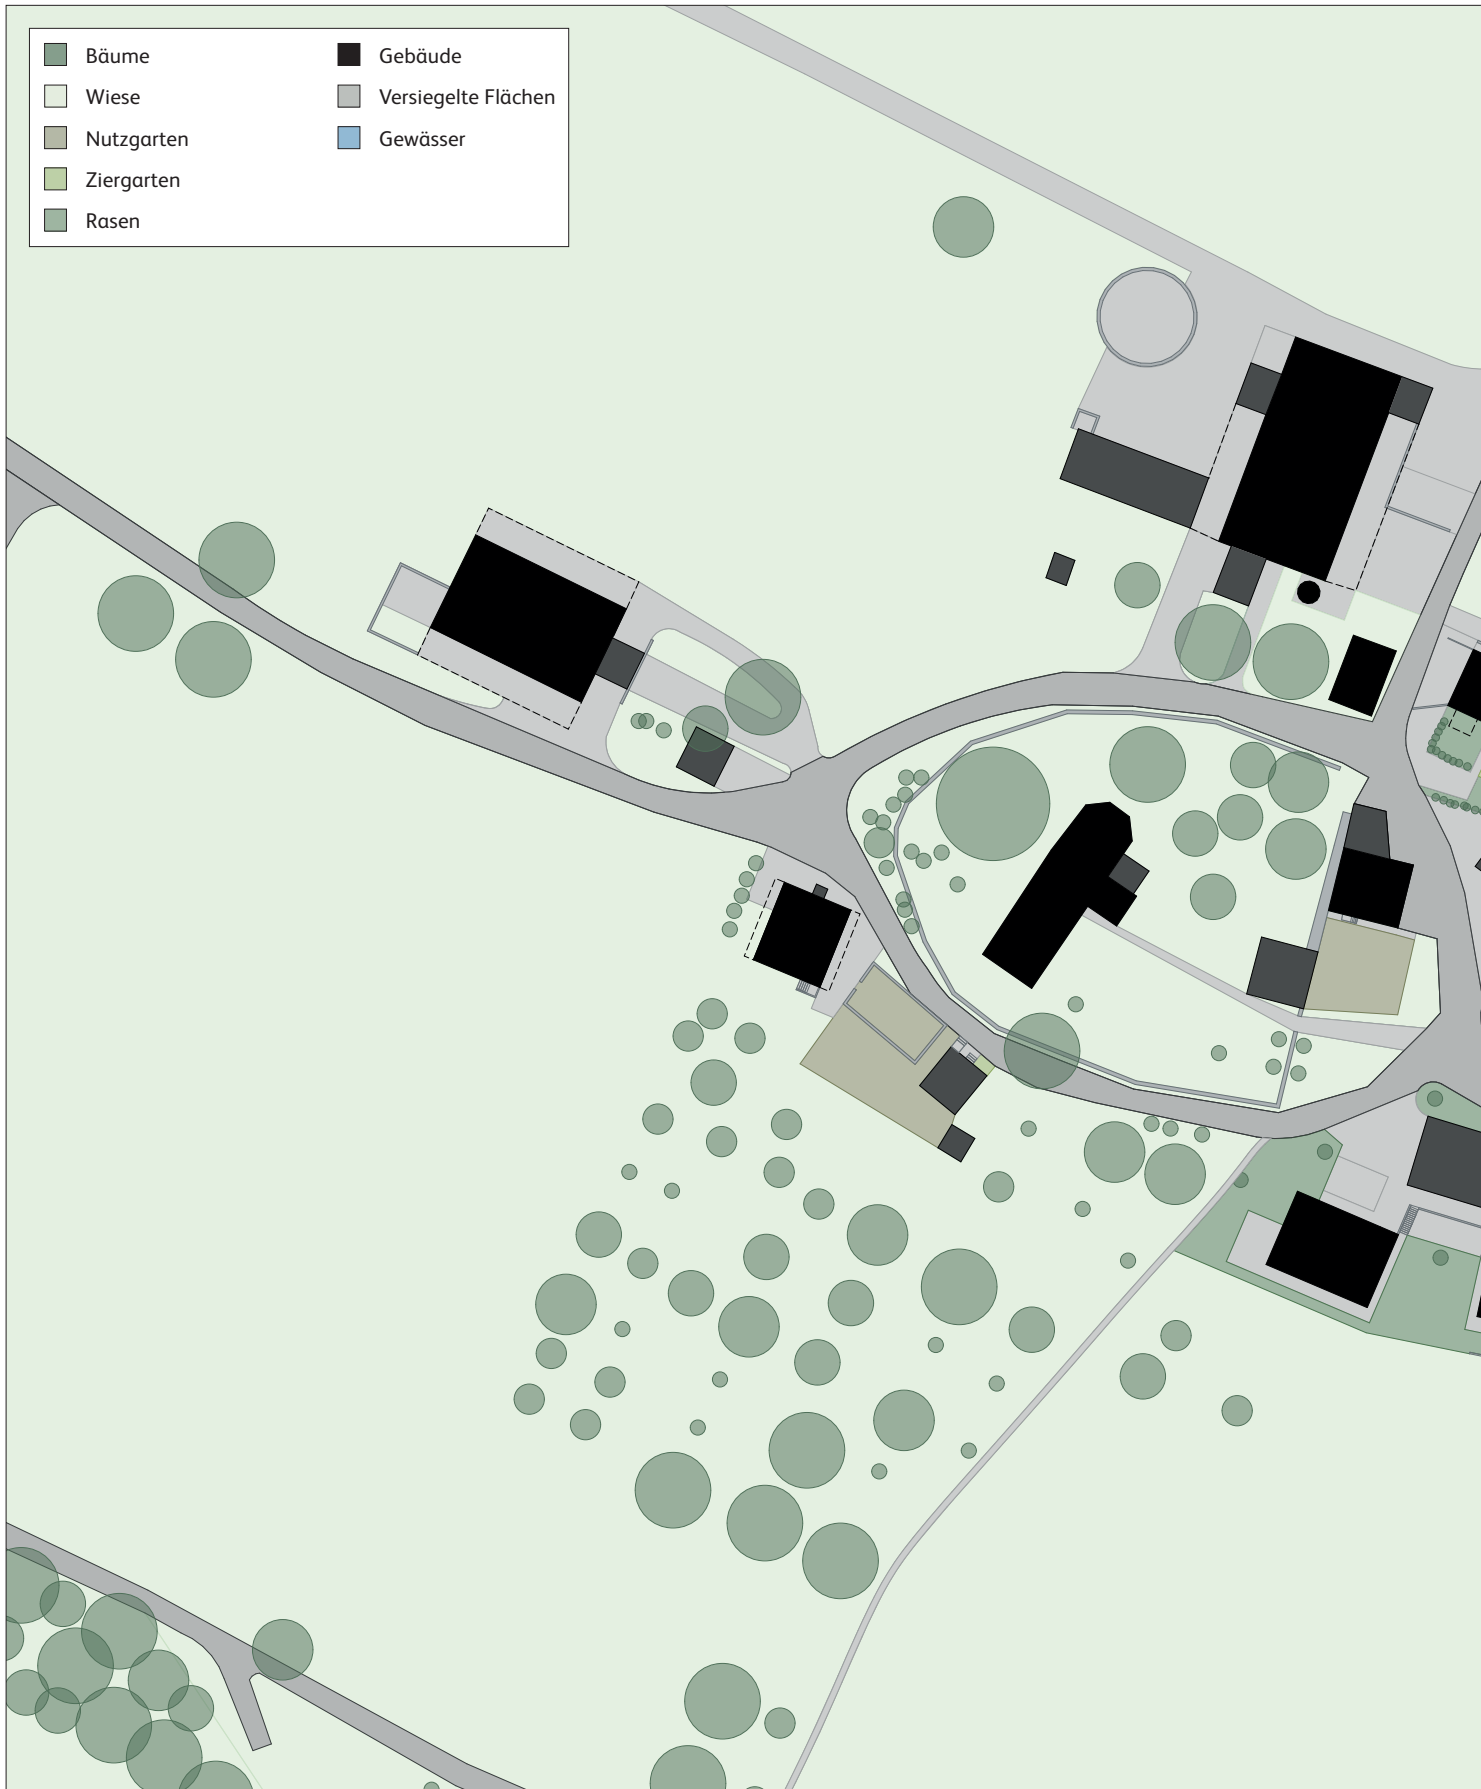 Bäume
Wiese
Nutzgarten
Ziergarten
Rasen
Gebäude
Versiegelte Flächen
Gewässer